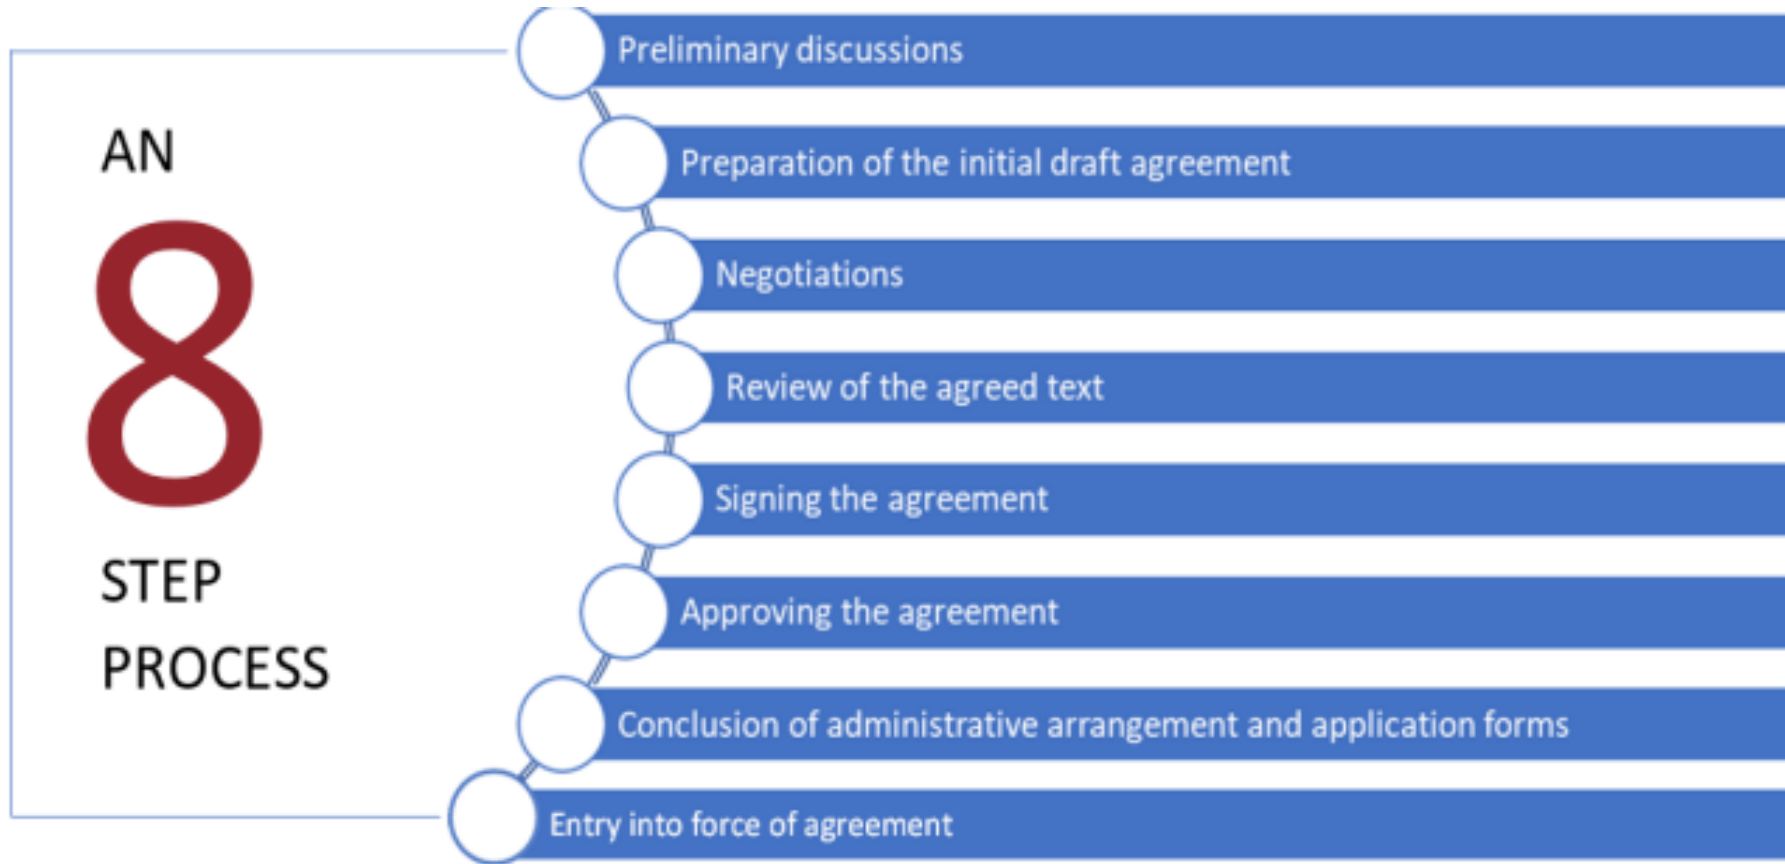 AN
8
STEP
PROCESS
Preliminary discussions
Preparation of the initial draft agreement
Negotiations
Review of the agreed text
Signing the agreement
Approving the agreement
Conclusion of administrative arrangement and application forms
Entry into force of agreement